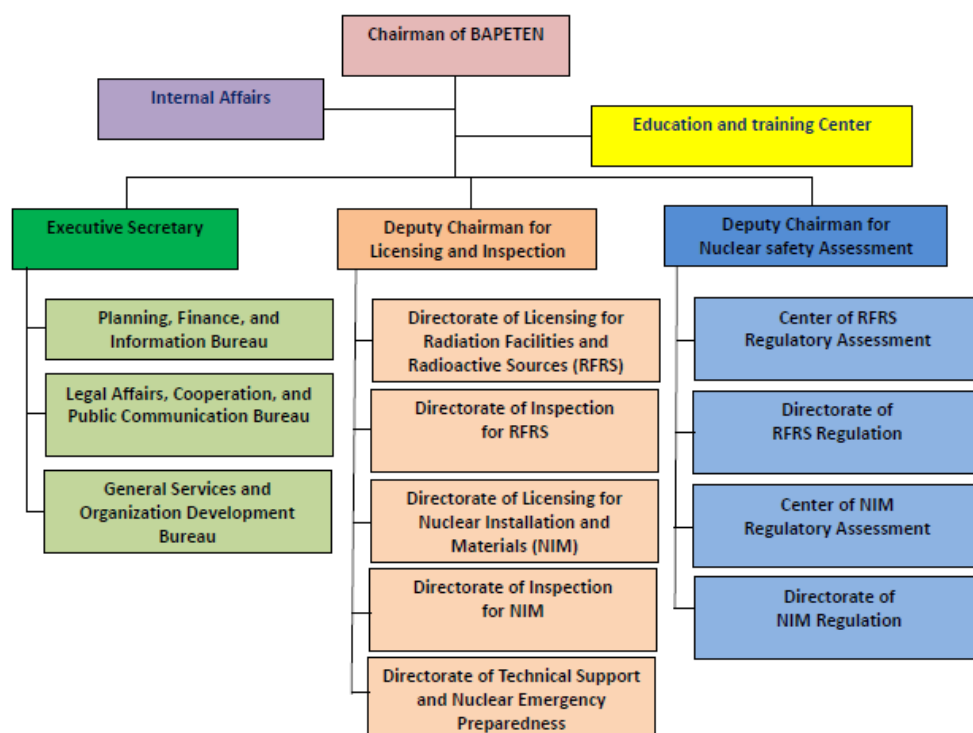 Chairman of BAPETEN
Internal Affairs
Education and training Center
Executive Secretary
Planning, Finance, and
Information Bureau
Legal Affairs, Cooperation, and
Public Communication Bureau
General Services and
Organization Development
Bureau
Deputy Chairman for
Licensing and Inspection
Directorate of Licensing for
Radiation Facilities and
Radioactive Sources (RFRS)
Directorate of Inspection
for RFRS
Directorate of Licensing for
Nuclear Installation and
Materials (NIM)
Directorate of Inspection
for NIM
Directorate of Technical Support
and Nuclear Emergency
Preparedness
Deputy Chairman for
Nuclear safety Assessment
Center of RFRS
Regulatory Assessment
Directorate of
RFRS Regulation
Center of NIM
Regulatory Assessment
Directorate of
NIM Regulation